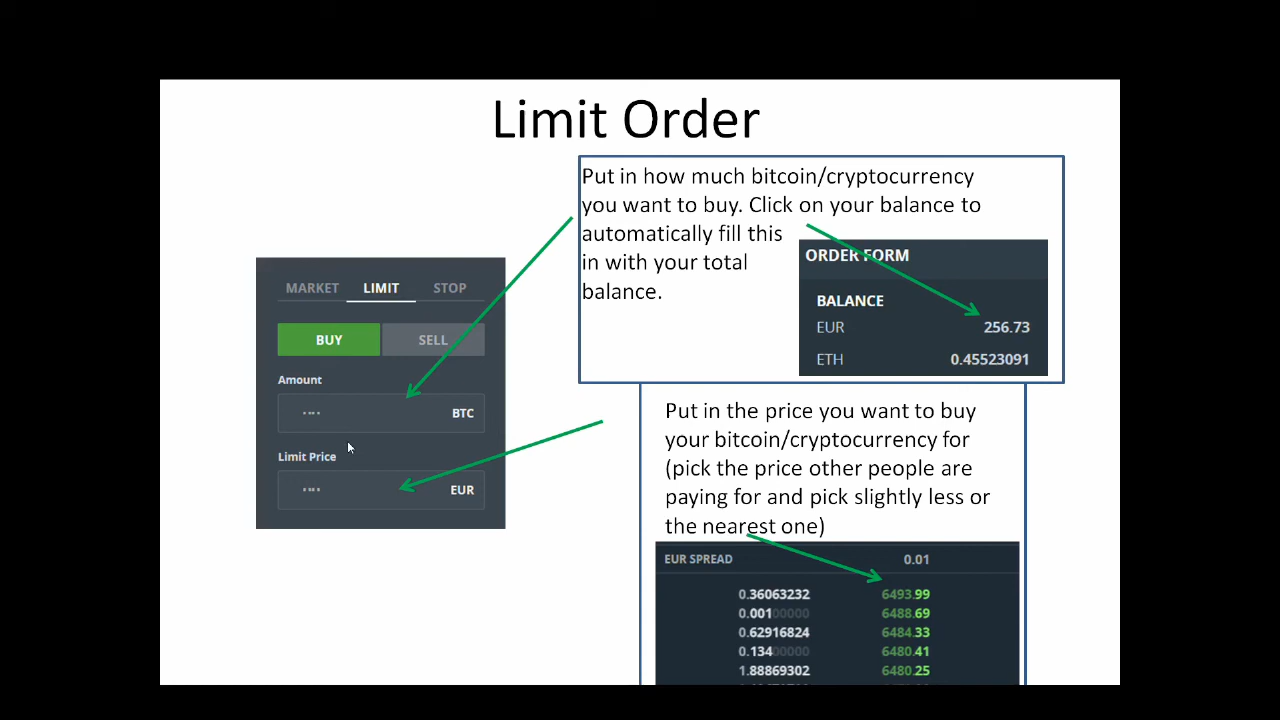 Limit Order
Put in how much bitcoin/cryptocurrency
you want to buy. Click on your balance to
automatically fill this
in with your total
balance.
ORDER FORM
BALANCE
EUR 256.73
ETH 0.45523091
MARKET LIMIT STOP
BUY SELL
Amount
BTC
Limit Price
EUR
Put in the price you want to buy
your bitcoin/cryptocurrency for
(pick the price other people are
paying for and pick slightly less or
the nearest one)
EUR SPREAD 0.01
0.36063232 6493.99
0.00100000 6488.69
0.62916824 6484.33
0.13400000 6480.41
1.88869302 6480.25